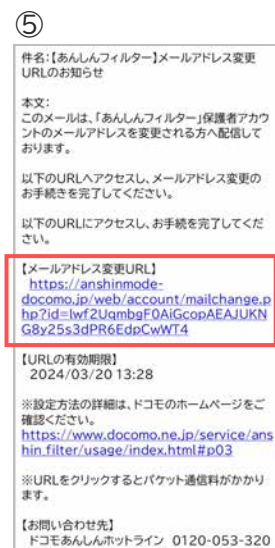 ⑤
件名：【あんしんフィルター】メールアドレス変更
URLのお知らせ
本文：
このメールは、「あんしんフィルター」保護者アカウ
ントのメールアドレスを変更される方へ配信して
おります。
以下のURLへアクセスし、メールアドレス変更の
お手続きを完了してください。
以下のURLにアクセスし、お手続を完了してくだ
さい。
【メールアドレス変更URL】
https://anshinmode-
docomo.jp/web/account/mailchange.p
hp?id=lwf2UqmbgF0AiGcopAEAJUKN
G8y25s3dPR6EdpCwWT4
【URLの有効期限】
2024/03/20 13:28
※設定方法の詳細は、ドコモのホームページをご
確認ください。
https://www.docomo.ne.jp/service/ans
hin_filter/usage/index.html#p03
※URLをクリックするとパケット通信料がかかり
ます。
【お問い合わせ先】
ドコモあんしんホットライン 0120-053-320